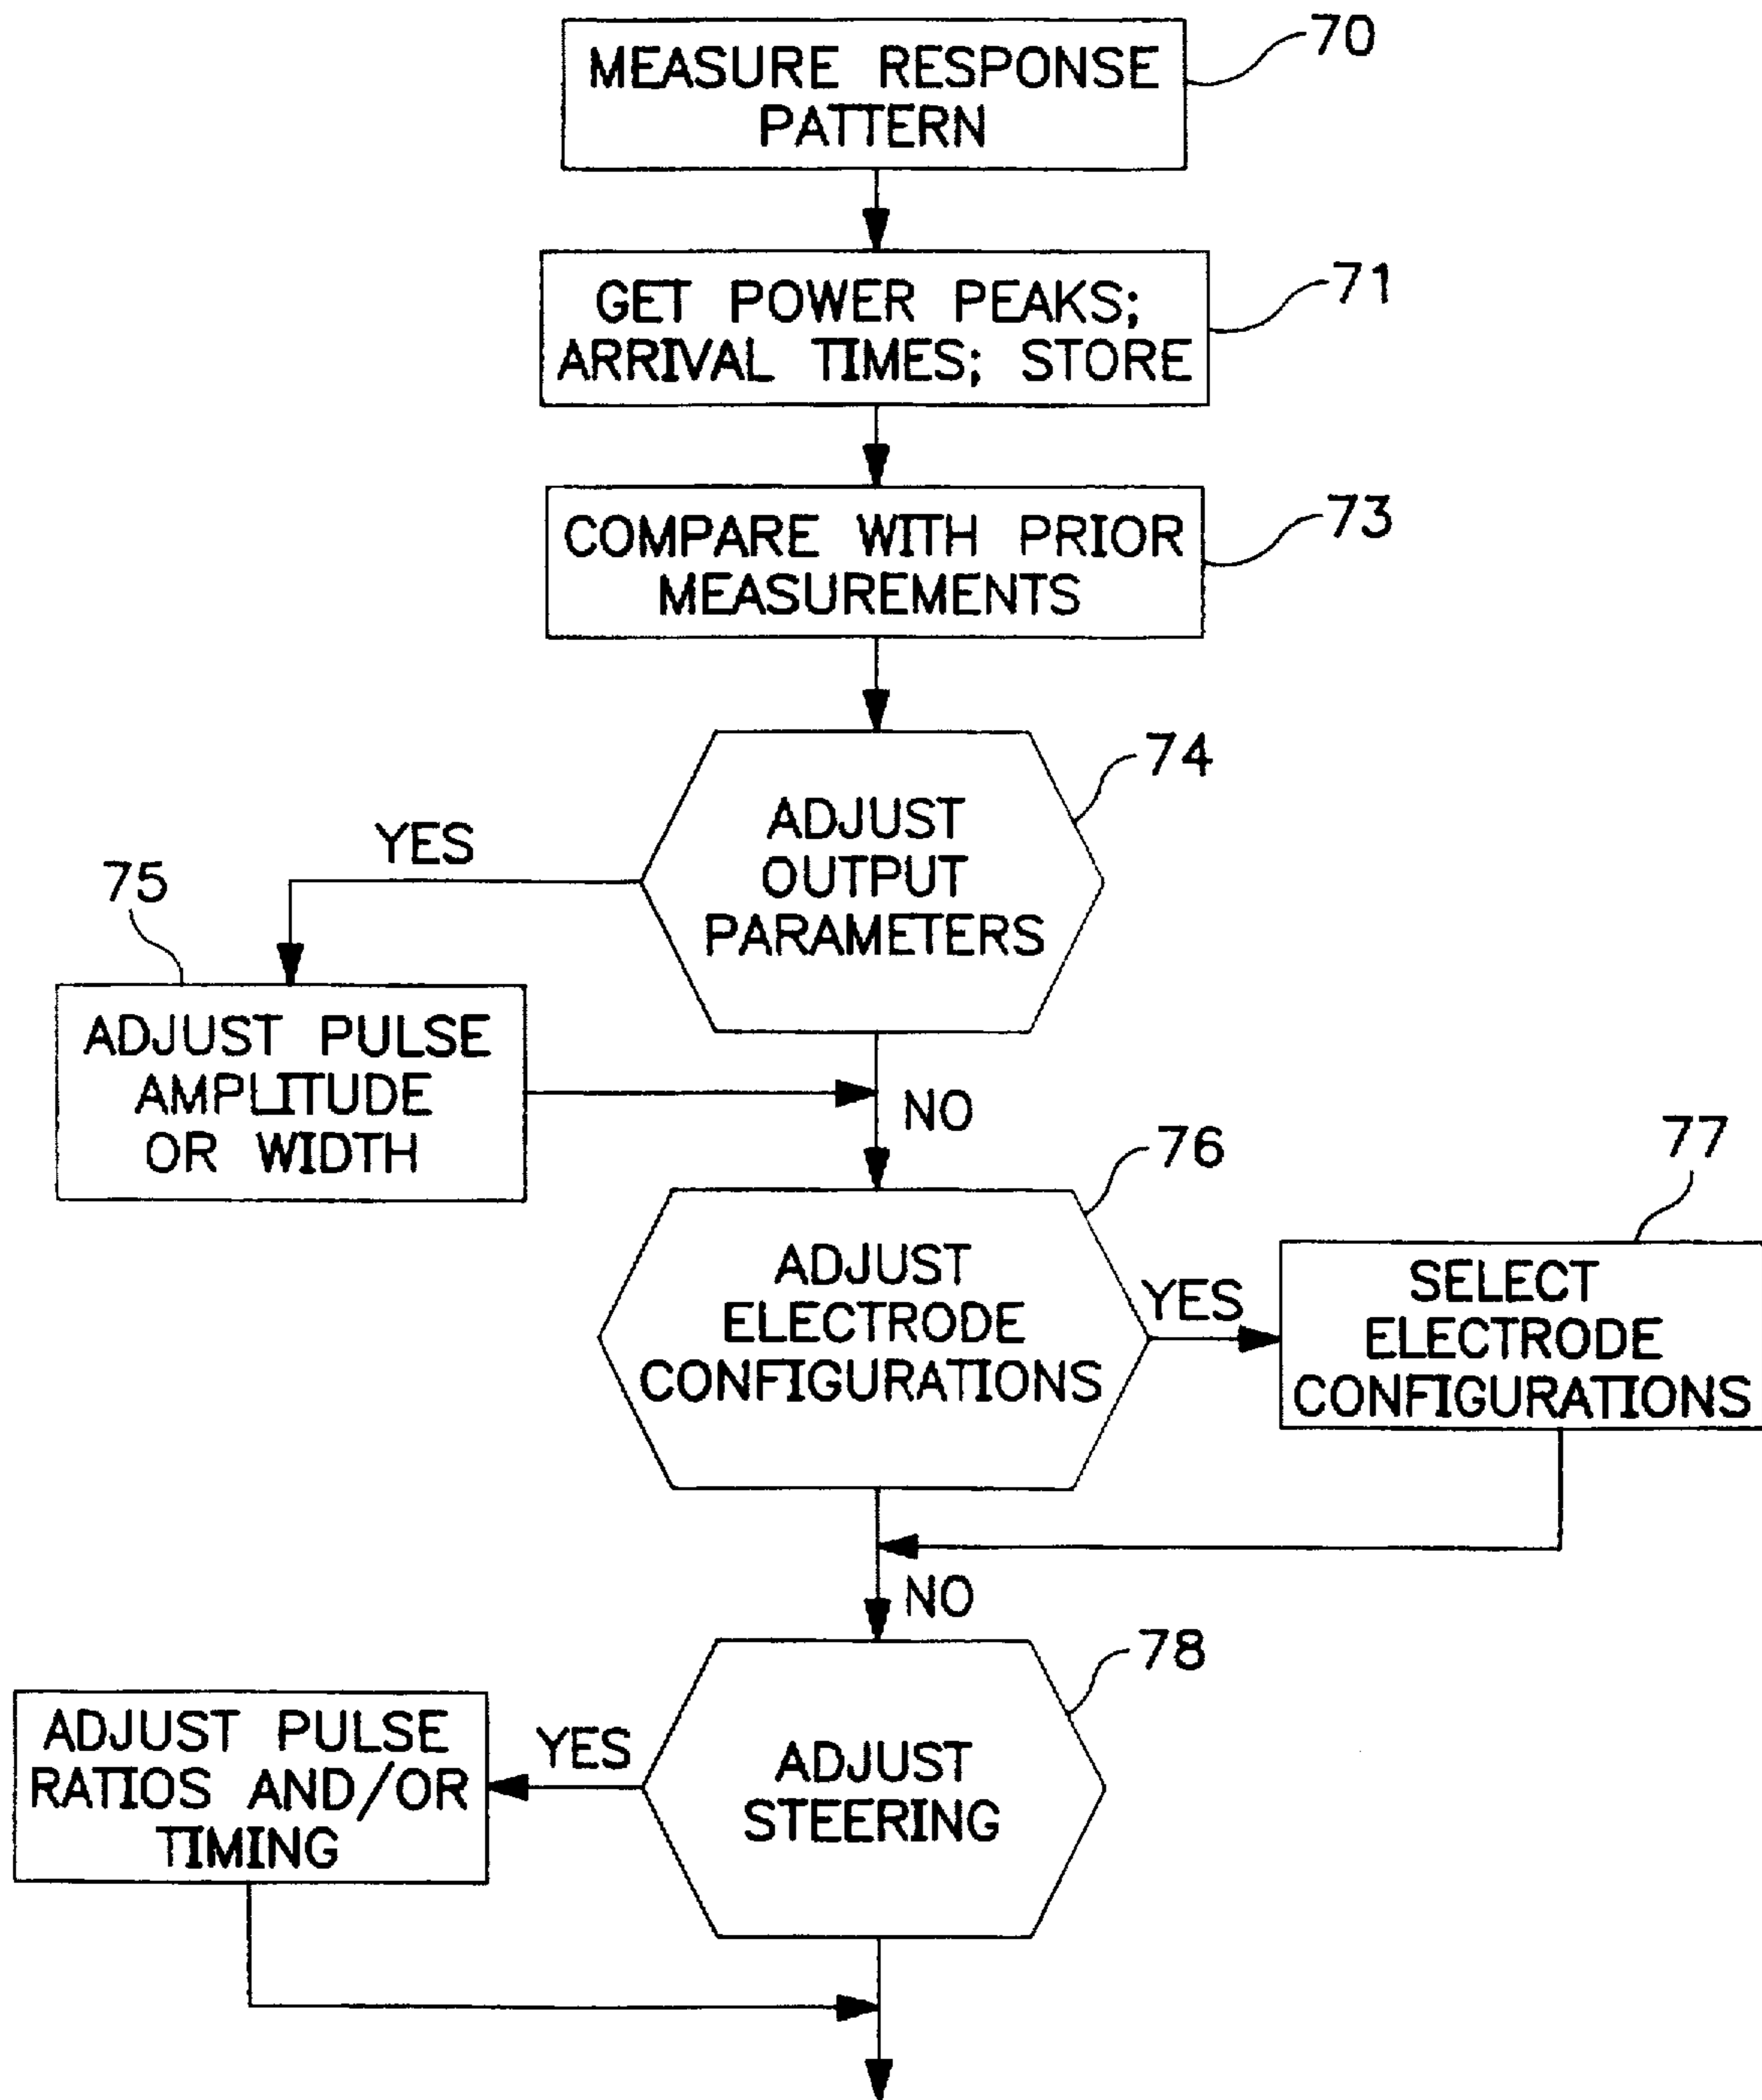 MEASURE RESPONSE
PATTERN
70
GET POWER PEAKS;
ARRIVAL TIMES; STORE
71
COMPARE WITH PRIOR
MEASUREMENTS
73
ADJUST
OUTPUT
PARAMETERS
74
YES
75
ADJUST PULSE
AMPLITUDE
OR WIDTH
NO
ADJUST
ELECTRODE
CONFIGURATIONS
76
YES
77
SELECT
ELECTRODE
CONFIGURATIONS
NO
ADJUST
STEERING
78
YES
ADJUST PULSE
RATIOS AND/OR
TIMING